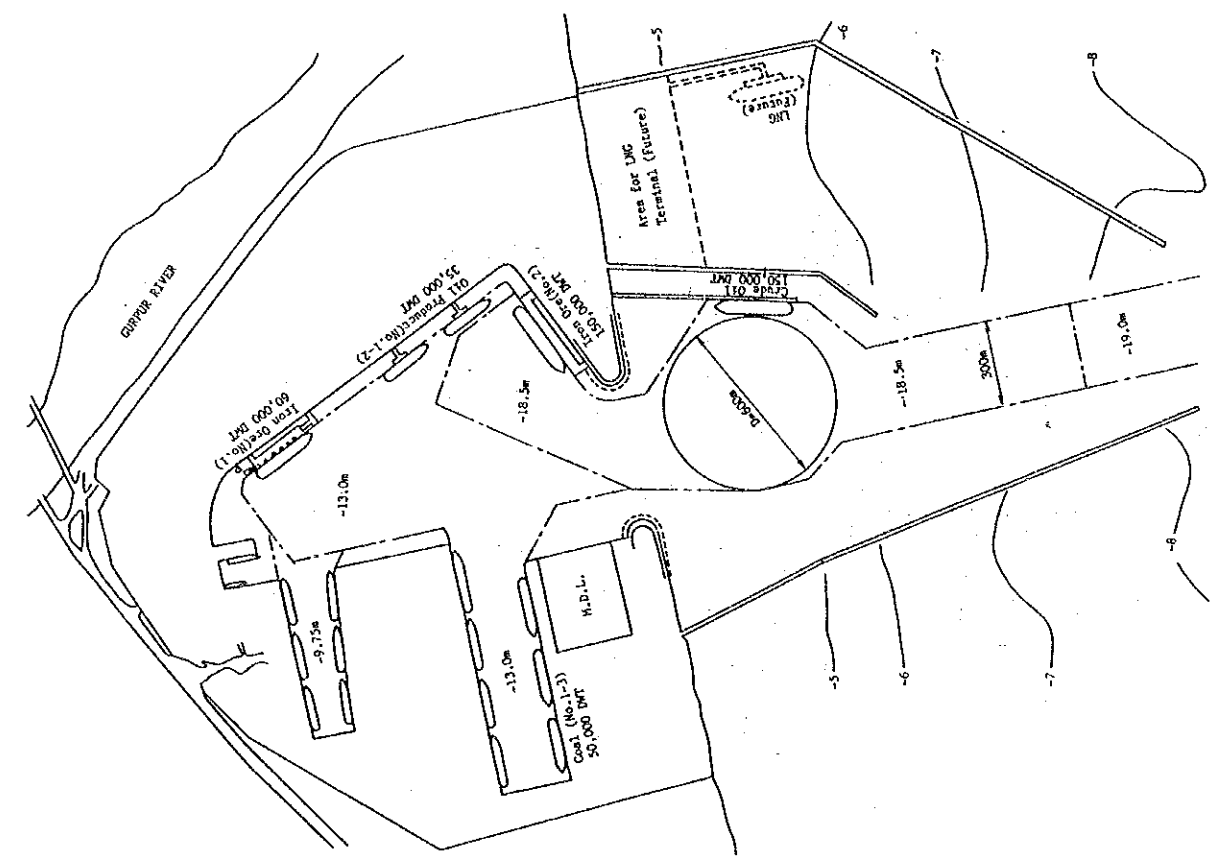 GURPUR RIVER
-5
-6
-7
-8
LNG
(Future)
Area for LNG
Terminal (Future)
Oil Product(No.1-2)
35,000 DWT
Iron Ore(No.2)
150,000 DWT
Crude Oil
150,000 DWT
Iron Ore(No.1)
60,000 DWT
-18.5m
D=600m
-18.5m
300m
-19.0m
-13.0m
-9.75m
-13.0m
H.D.L.
Coal (No.1-3)
50,000 DWT
-5
-6
-7
-8